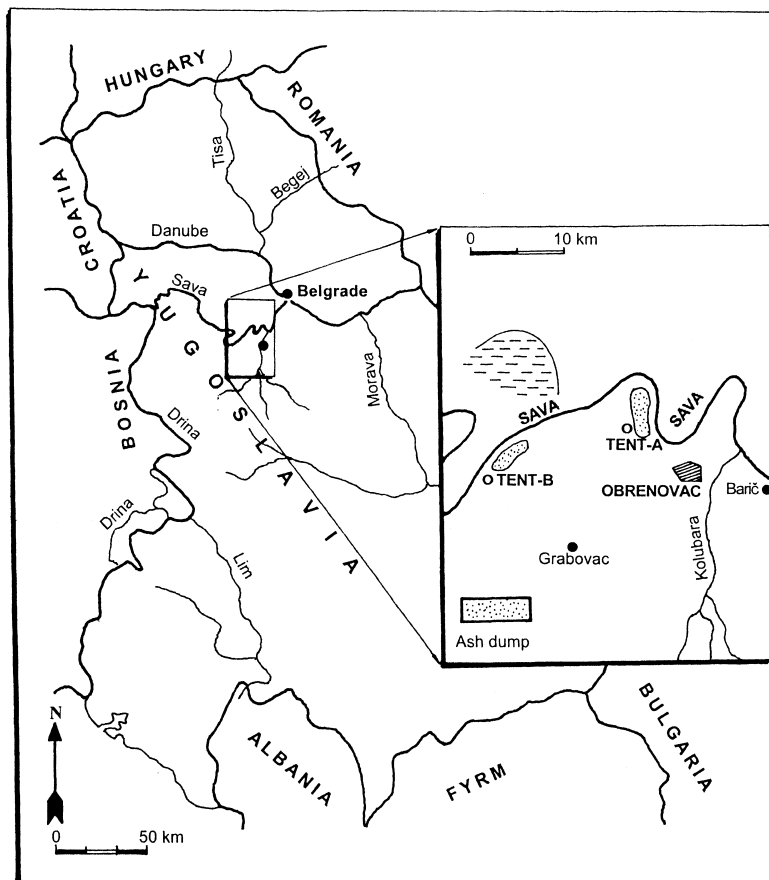 HUNGARY
ROMANIA
Tisa
Begej
CROATIA
Danube
Sava
Belgrade
YUGOSLAVIA
BOSNIA
Morava
Drina
Drina
Lim
ALBANIA
FYRM
BULGARIA
N
0 50 km
0 10 km
SAVA
SAVA
TENT-A
TENT-B
OBRENOVAC
Barič
Grabovac
Kolubara
Ash dump